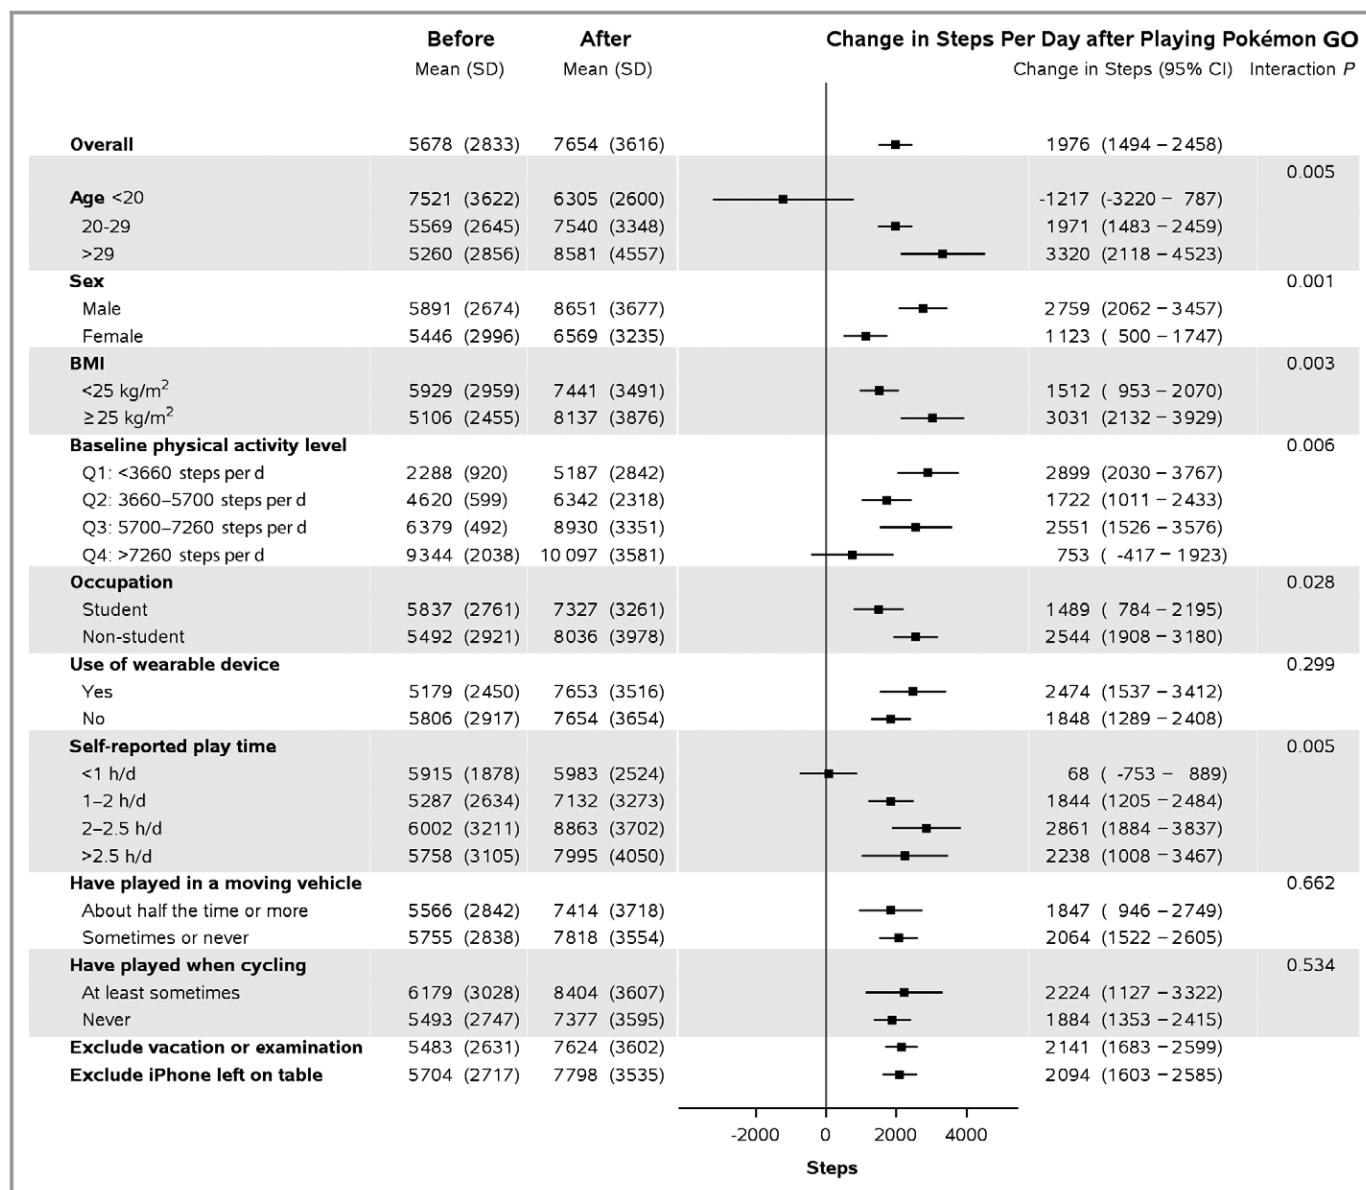 Before After Change in Steps Per Day after Playing Pokémon GO
Mean (SD) Mean (SD) Change in Steps (95% CI) Interaction P
Overall 5678 (2833) 7654 (3616) 1976 (1494 – 2458)
0.005
Age <20 7521 (3622) 6305 (2600) -1217 (-3220 – 787)
20-29 5569 (2645) 7540 (3348) 1971 (1483 – 2459)
>29 5260 (2856) 8581 (4557) 3320 (2118 – 4523)
Sex 0.001
Male 5891 (2674) 8651 (3677) 2759 (2062 – 3457)
Female 5446 (2996) 6569 (3235) 1123 ( 500 – 1747)
BMI 0.003
<25 kg/m² 5929 (2959) 7441 (3491) 1512 ( 953 – 2070)
≥25 kg/m² 5106 (2455) 8137 (3876) 3031 (2132 – 3929)
Baseline physical activity level 0.006
Q1: <3660 steps per d 2288 (920) 5187 (2842) 2899 (2030 – 3767)
Q2: 3660–5700 steps per d 4620 (599) 6342 (2318) 1722 (1011 – 2433)
Q3: 5700–7260 steps per d 6379 (492) 8930 (3351) 2551 (1526 – 3576)
Q4: >7260 steps per d 9344 (2038) 10 097 (3581) 753 ( -417 – 1923)
Occupation 0.028
Student 5837 (2761) 7327 (3261) 1489 ( 784 – 2195)
Non-student 5492 (2921) 8036 (3978) 2544 (1908 – 3180)
Use of wearable device 0.299
Yes 5179 (2450) 7653 (3516) 2474 (1537 – 3412)
No 5806 (2917) 7654 (3654) 1848 (1289 – 2408)
Self-reported play time 0.005
<1 h/d 5915 (1878) 5983 (2524) 68 ( -753 – 889)
1–2 h/d 5287 (2634) 7132 (3273) 1844 (1205 – 2484)
2–2.5 h/d 6002 (3211) 8863 (3702) 2861 (1884 – 3837)
>2.5 h/d 5758 (3105) 7995 (4050) 2238 (1008 – 3467)
Have played in a moving vehicle 0.662
About half the time or more 5566 (2842) 7414 (3718) 1847 ( 946 – 2749)
Sometimes or never 5755 (2838) 7818 (3554) 2064 (1522 – 2605)
Have played when cycling 0.534
At least sometimes 6179 (3028) 8404 (3607) 2224 (1127 – 3322)
Never 5493 (2747) 7377 (3595) 1884 (1353 – 2415)
Exclude vacation or examination 5483 (2631) 7624 (3602) 2141 (1683 – 2599)
Exclude iPhone left on table 5704 (2717) 7798 (3535) 2094 (1603 – 2585)
-2000 0 2000 4000
Steps